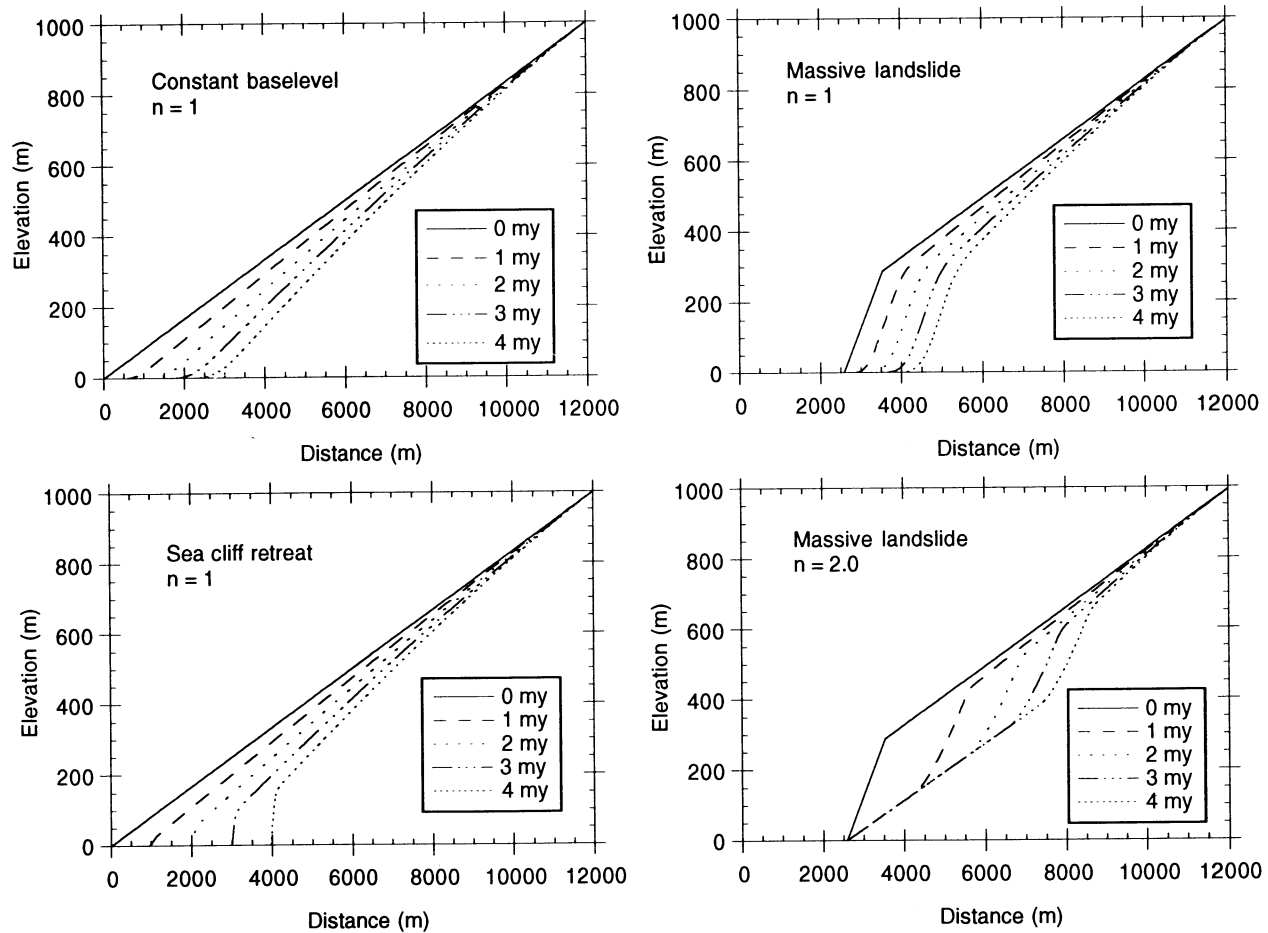 Constant baselevel
n = 1
1000
800
600
400
200
0
Elevation (m)
0 my
1 my
2 my
3 my
4 my
0 2000 4000 6000 8000 10000 12000
Distance (m)
Massive landslide
n = 1
1000
800
600
400
200
0
Elevation (m)
0 my
1 my
2 my
3 my
4 my
0 2000 4000 6000 8000 10000 12000
Distance (m)
Sea cliff retreat
n = 1
1000
800
600
400
200
0
Elevation (m)
0 my
1 my
2 my
3 my
4 my
0 2000 4000 6000 8000 10000 12000
Distance (m)
Massive landslide
n = 2.0
1000
800
600
400
200
0
Elevation (m)
0 my
1 my
2 my
3 my
4 my
0 2000 4000 6000 8000 10000 12000
Distance (m)